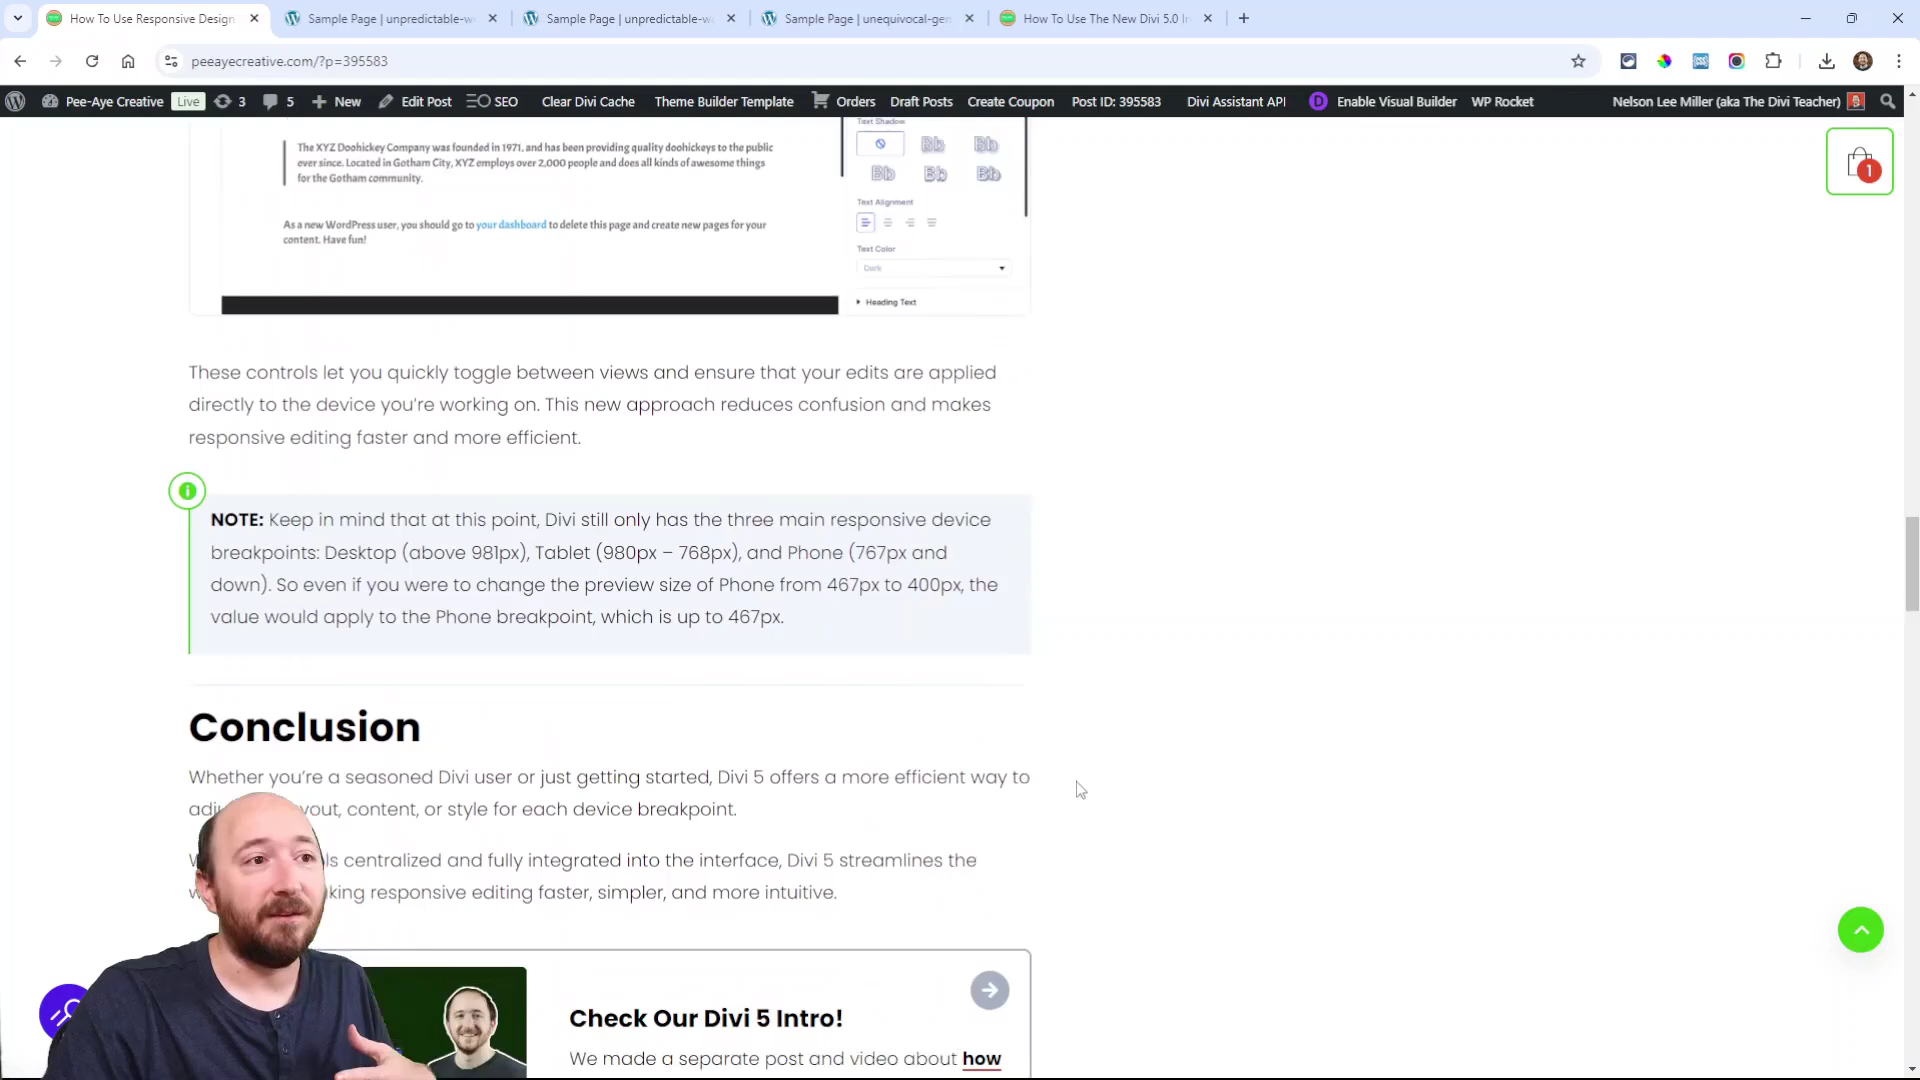 How To Use Responsive Design
Sample Page | unpredictable-w
Sample Page | unpredictable-w
Sample Page | unequivocal-gen
How To Use The New Divi 5.0 I
peeayecreative.com/?p=395583
Pee-Aye Creative Live 3 5 New Edit Post SEO Clear Divi Cache Theme Builder Template Orders Draft Posts Create Coupon Post ID: 395583 Divi Assistant API Enable Visual Builder WP Rocket Nelson Lee Miller (aka The Divi Teacher)
1
Text Shadow
Bb Bb
Bb Bb Bb
The XYZ Doohickey Company was founded in 1971, and has been providing quality doohickeys to the public
ever since. Located in Gotham City, XYZ employs over 2,000 people and does all kinds of awesome things
for the Gotham community.
Text Alignment
As a new WordPress user, you should go to your dashboard to delete this page and create new pages for your
content. Have fun!
Text Color
Dark
Heading Text
These controls let you quickly toggle between views and ensure that your edits are applied
directly to the device you're working on. This new approach reduces confusion and makes
responsive editing faster and more efficient.
NOTE: Keep in mind that at this point, Divi still only has the three main responsive device
breakpoints: Desktop (above 981px), Tablet (980px – 768px), and Phone (767px and
down). So even if you were to change the preview size of Phone from 467px to 400px, the
value would apply to the Phone breakpoint, which is up to 467px.
Conclusion
Whether you're a seasoned Divi user or just getting started, Divi 5 offers a more efficient way to
out, content, or style for each device breakpoint.
centralized and fully integrated into the interface, Divi 5 streamlines the
responsive editing faster, simpler, and more intuitive.
Check Our Divi 5 Intro!
We made a separate post and video about how